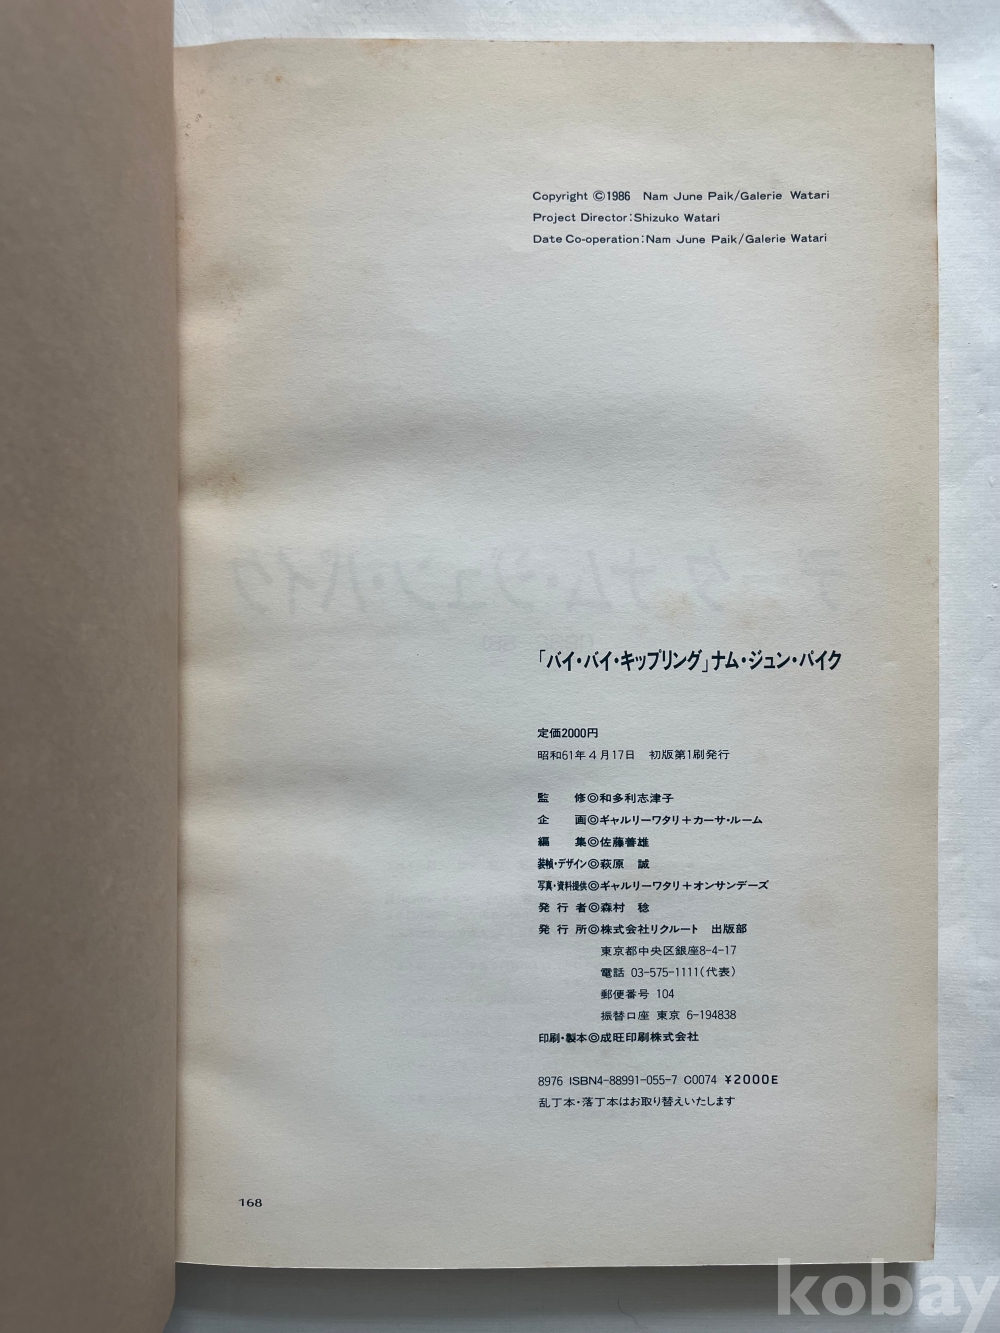 Copyright ©1986 Nam June Paik/Galerie Watari
Project Director:Shizuko Watari
Date Co-operation:Nam June Paik/Galerie Watari
「バイ・バイ・キップリング」ナム・ジュン・パイク
定価2000円
昭和61年4月17日 初版第1刷発行
監 修◎和多利志津子
企 画◎ギャルリーワタリ+カーサ・ルーム
編 集◎佐藤善雄
装幀・デザイン◎萩原 誠
写真・資料提供◎ギャルリーワタリ+オンサンデーズ
発 行 者◎森村 稔
発 行 所◎株式会社リクルート 出版部
東京都中央区銀座8-4-17
電話 03-575-1111(代表)
郵便番号 104
振替口座 東京 6-194838
印刷・製本◎成旺印刷株式会社
8976 ISBN4-88991-055-7 C0074 ¥2000E
乱丁本・落丁本はお取り替えいたします
168
kobay